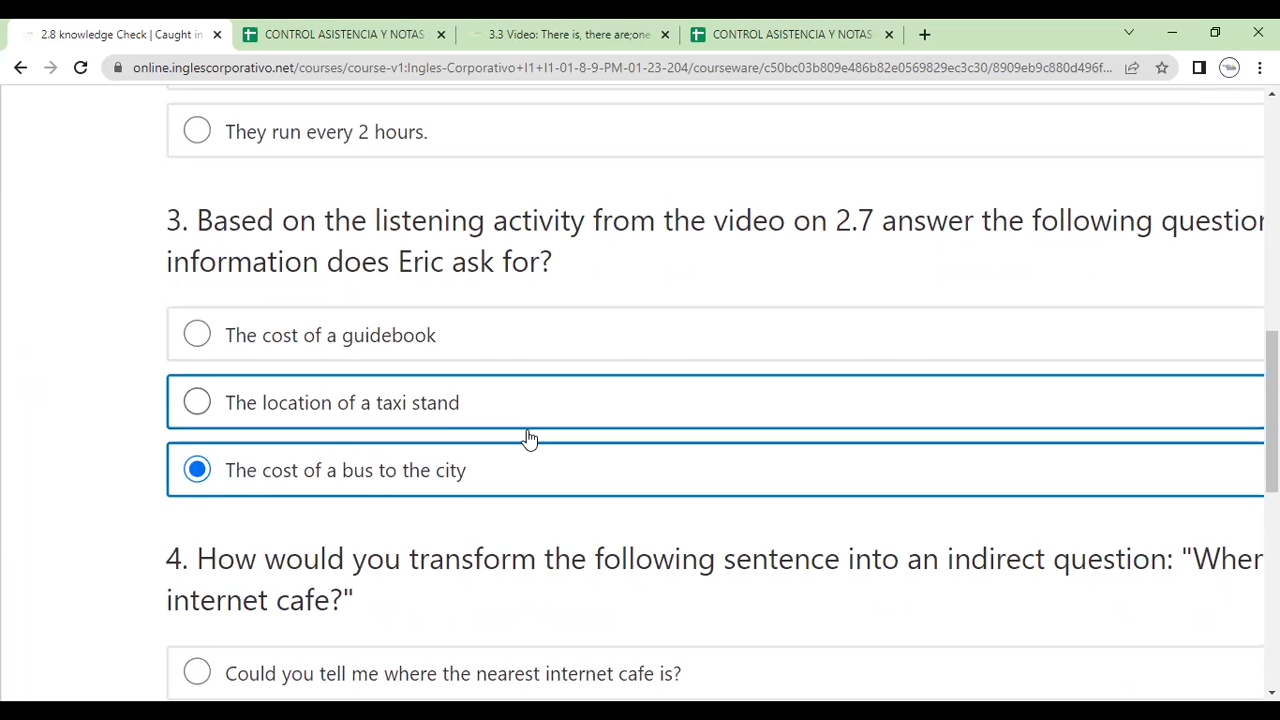 2.8 knowledge Check | Caught in
CONTROL ASISTENCIA Y NOTAS
3.3 Video: There is, there are;one
CONTROL ASISTENCIA Y NOTAS
online.inglescorporativo.net/courses/course-v1:Ingles-Corporativo+I1+I1-01-8-9-PM-01-23-204/courseware/c50bc03b809e486b82e0569829ec3c30/8909eb9c880d496f...
They run every 2 hours.
3. Based on the listening activity from the video on 2.7 answer the following question
information does Eric ask for?
The cost of a guidebook
The location of a taxi stand
The cost of a bus to the city
4. How would you transform the following sentence into an indirect question: "Wher
internet cafe?"
Could you tell me where the nearest internet cafe is?